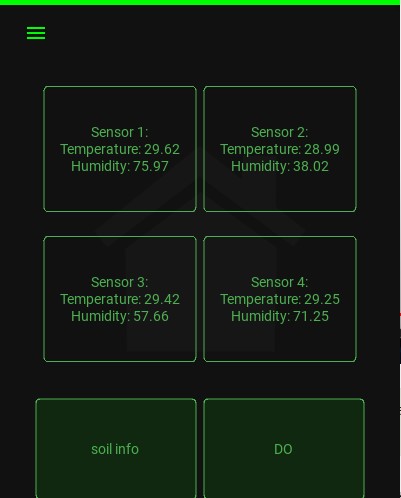 Sensor 1:
Temperature: 29.62
Humidity: 75.97
Sensor 2:
Temperature: 28.99
Humidity: 38.02
Sensor 3:
Temperature: 29.42
Humidity: 57.66
Sensor 4:
Temperature: 29.25
Humidity: 71.25
soil info
DO